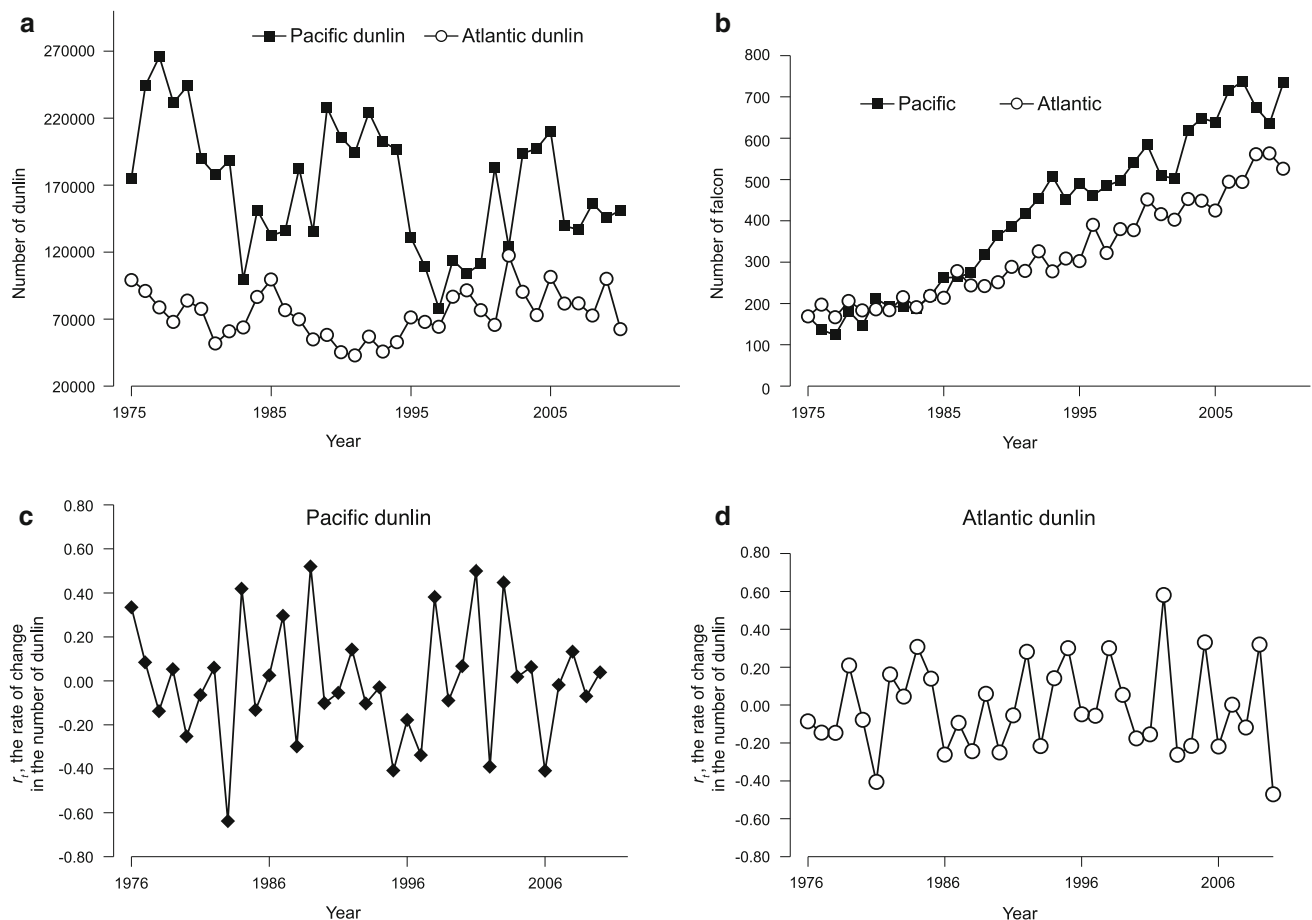 a
Pacific dunlin
Atlantic dunlin
270000
220000
170000
120000
70000
20000
Number of dunlin
1975
1985
1995
2005
Year
b
Pacific
Atlantic
800
700
600
500
400
300
200
100
0
Number of falcon
1975
1985
1995
2005
Year
c
Pacific dunlin
0.80
0.60
0.40
0.20
0.00
-0.20
-0.40
-0.60
-0.80
r_t, the rate of change
in the number of dunlin
1976
1986
1996
2006
Year
d
Atlantic dunlin
0.80
0.60
0.40
0.20
0.00
-0.20
-0.40
-0.60
-0.80
r_t, the rate of change
in the number of dunlin
1976
1986
1996
2006
Year